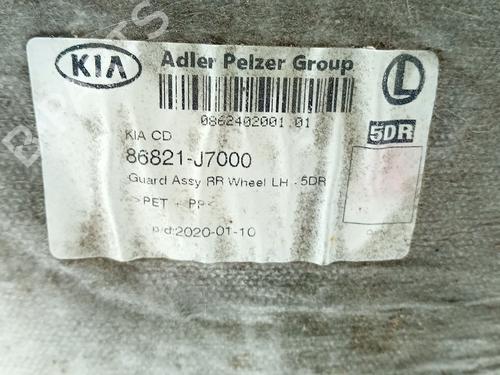 KIA Adler Pelzer Group L
0862402001.01
KIA CD
5DR
86821-J7000
Guard Assy RR Wheel LH - 5DR
>PET + PP<
p/d:2020-01-10